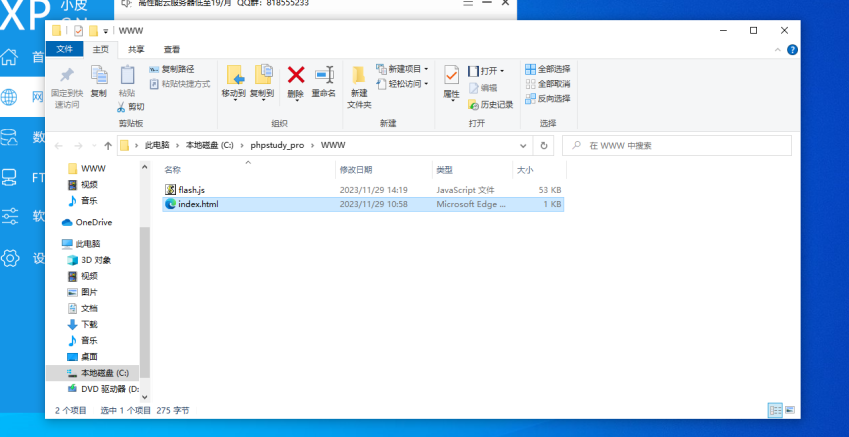 XP 小皮
高性能云服务器低至19/月 QQ群：818555233
WWW
文件 主页 共享 查看
固定到快速访问
复制
粘贴
复制路径
粘贴快捷方式
剪切
剪贴板
移动到
复制到
删除
重命名
组织
新建文件夹
新建项目
轻松访问
新建
属性
打开
编辑
历史记录
打开
全部选择
全部取消
反向选择
选择
此电脑 › 本地磁盘 (C:) › phpstudy_pro › WWW
在 WWW 中搜索
首
网
数
FT
软
设
WWW
视频
音乐
OneDrive
此电脑
3D 对象
视频
图片
文档
下载
音乐
桌面
本地磁盘 (C:)
DVD 驱动器 (D:
名称 修改日期 类型 大小
flash.js 2023/11/29 14:19 JavaScript 文件 53 KB
index.html 2023/11/29 10:58 Microsoft Edge ... 1 KB
2 个项目 选中 1 个项目 275 字节